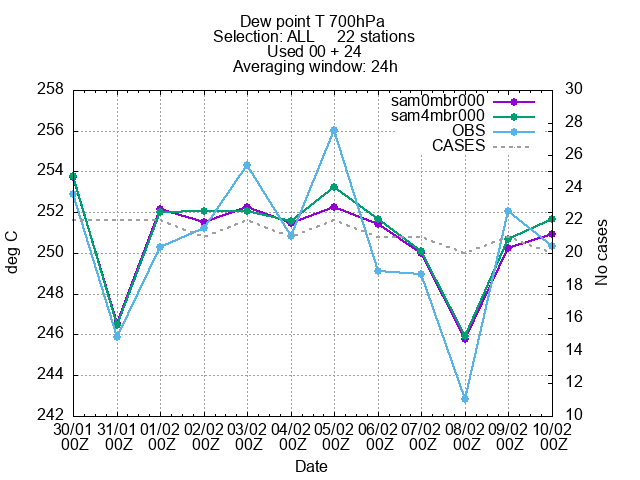 Dew point T 700hPa
Selection: ALL     22 stations
Used 00 + 24
Averaging window: 24h
258 30
sam0mbr000
sam4mbr000
OBS
CASES
256 28
26
254 24
252 22
250 20
248 18
16
246 14
244 12
242 10
deg C
No cases
30/01 31/01 01/02 02/02 03/02 04/02 05/02 06/02 07/02 08/02 09/02 10/02
00Z 00Z 00Z 00Z 00Z 00Z 00Z 00Z 00Z 00Z 00Z 00Z
Date